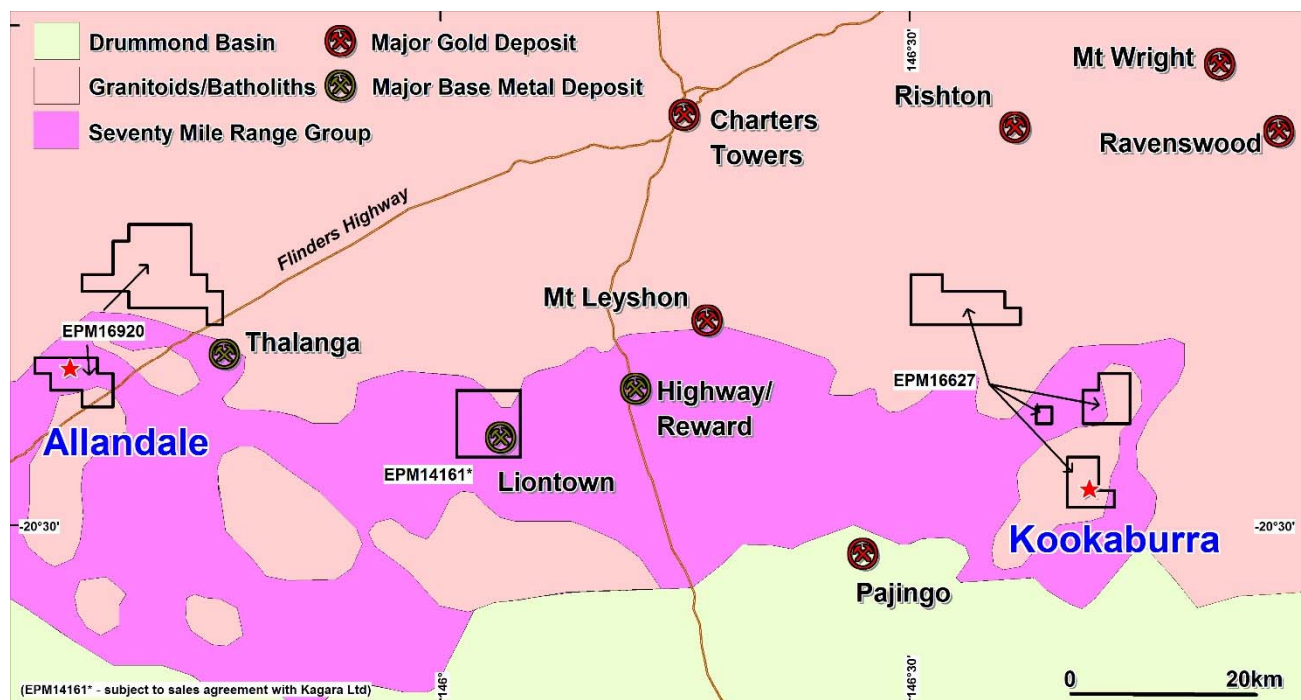 Drummond Basin
Major Gold Deposit
Granitoids/Batholiths
Major Base Metal Deposit
Seventy Mile Range Group
146°30'
Mt Wright
Rishton
Ravenswood
Charters
Towers
Flinders Highway
Mt Leyshon
EPM16920
Thalanga
EPM16627
Highway/
Reward
Allandale
EPM14161*
Liontown
-20°30'
-20°30'
Kookaburra
Pajingo
146°
146°30'
0
20km
(EPM14161* - subject to sales agreement with Kagara Ltd)